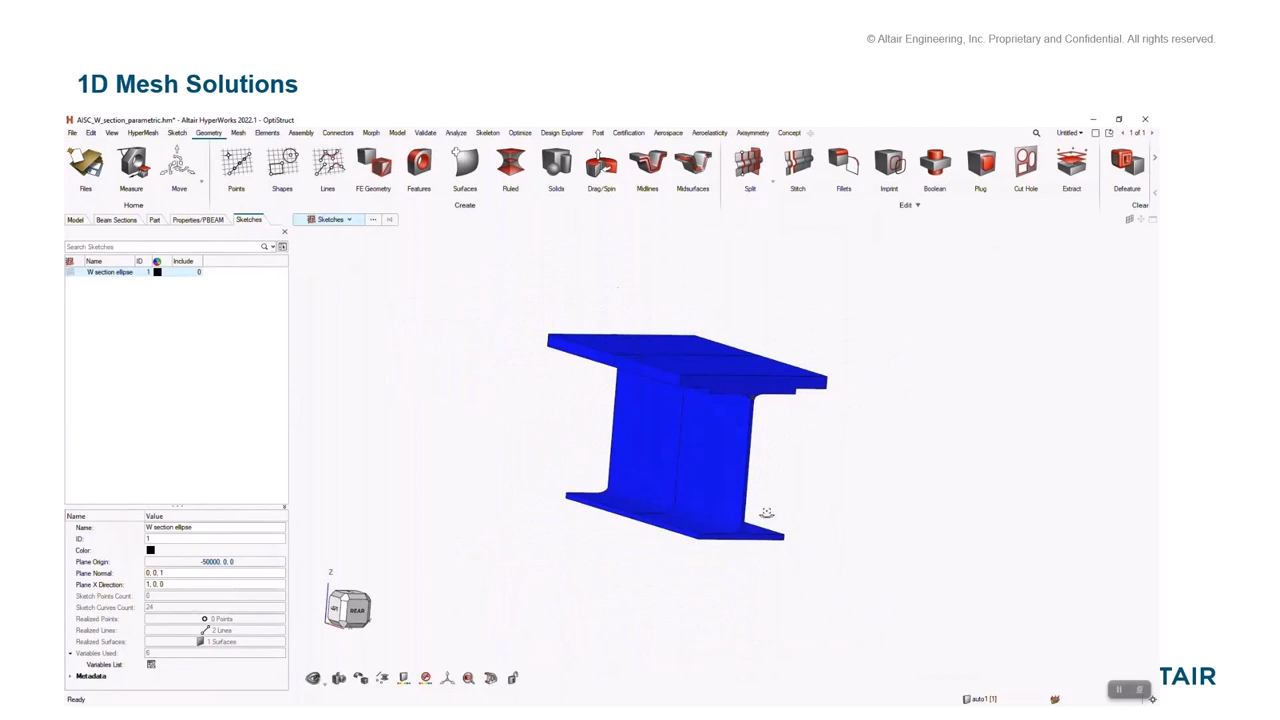 © Altair Engineering, Inc. Proprietary and Confidential. All rights reserved.
1D Mesh Solutions
AISC_W_section_parametric.hm* - Altair HyperWorks 2022.1 - OptiStruct
File Edit View HyperMesh Sketch Geometry Mesh Elements Assembly Connectors Morph Model Validate Analyze Skeleton Optimize Design Explorer Post Certification Aerospace Aeroelasticity Axisymmetry Concept Untitled 1 of 1
Files Measure Move Points Shapes Lines FE Geometry Features Surfaces Ruled Solids Drag/Spin Midlines Midsurfaces Split Stitch Fillets Imprint Boolean Plug Cut Hole Extract Defeature
Home Create Edit Clear
Model Beam Sections Part Properties/PBEAM Sketches Sketches
Search Sketches
Name ID Include
W section ellipse 1 0
Name Value
Name: W section ellipse
ID: 1
Color:
Plane Origin: -50000, 0, 0
Plane Normal: 0, 0, 1
Plane X Direction: 1, 0, 0
Sketch Points Count: 0
Sketch Curves Count: 24
Realized Points: 0 Points
Realized Lines: 2 Lines
Realized Surfaces: 1 Surfaces
Variables Used: 6
Variables List:
Metadata
Z
REAR
Ready
auto1 [1]
TAIR